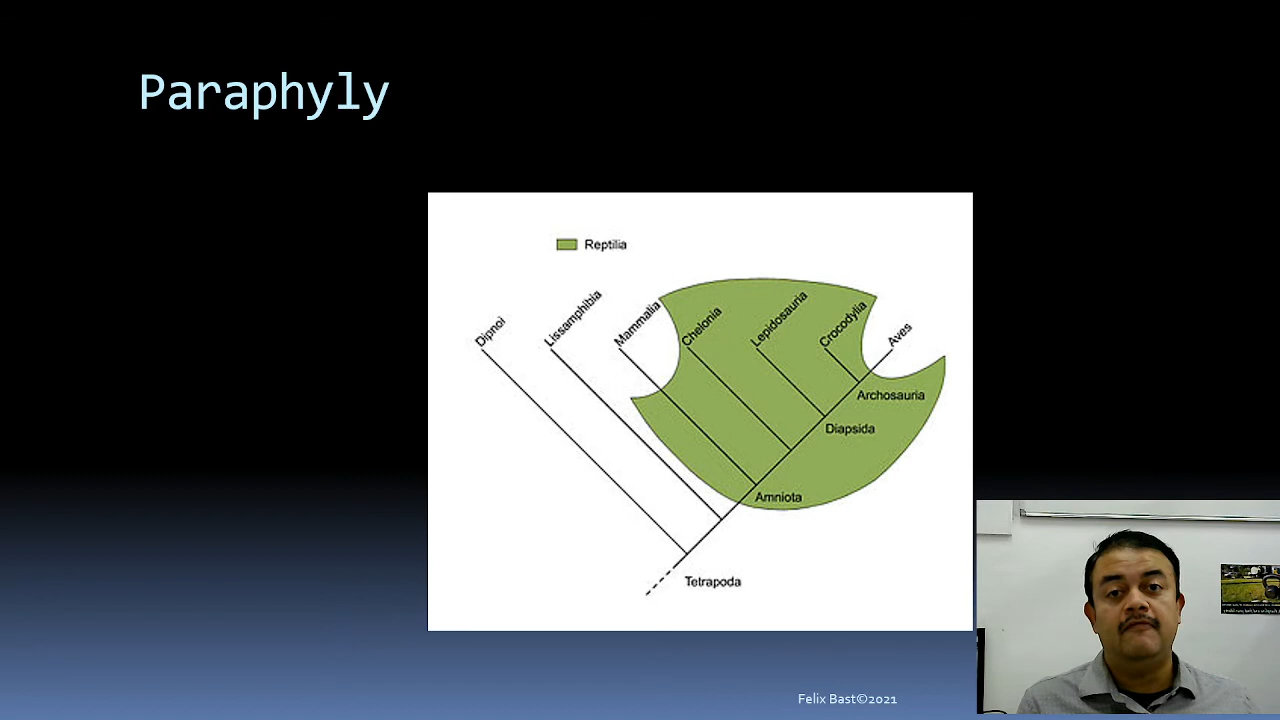 Paraphyly
Reptilia
Dipnoi
Lissamphibia
Mammalia
Chelonia
Lepidosauria
Crocodylia
Aves
Archosauria
Diapsida
Amniota
Tetrapoda
Felix Bast©2021